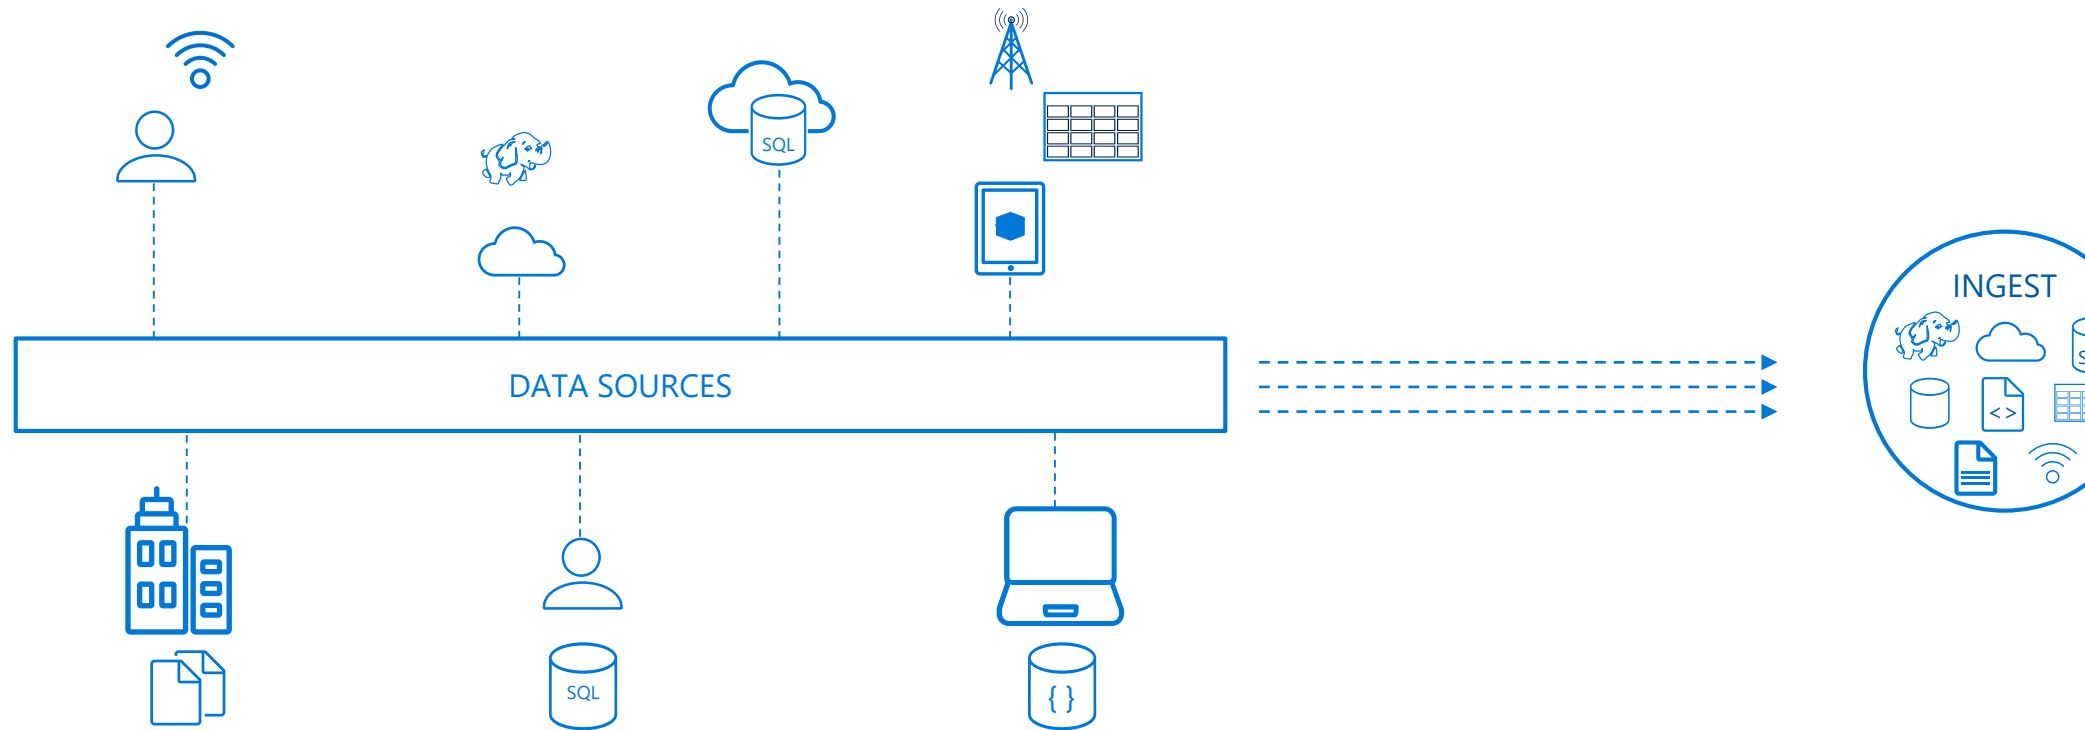 SQL
INGEST
DATA SOURCES
< >
SQL
{ }